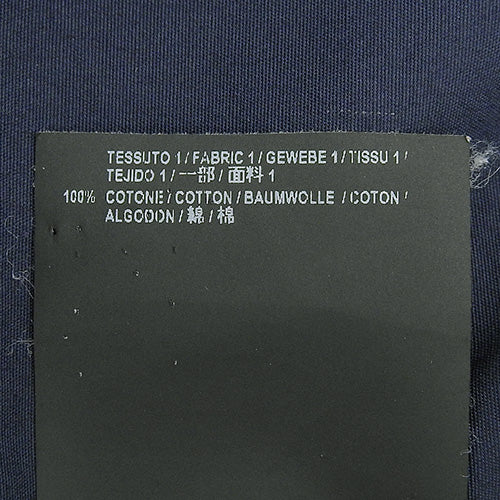 TESSUTO 1 / FABRIC 1 / GEWEBE 1 / TISSU 1 /
TEJIDO 1 / 一部 / 面料 1
100% COTONE / COTTON / BAUMWOLLE / COTON /
ALGODON / 綿 / 棉